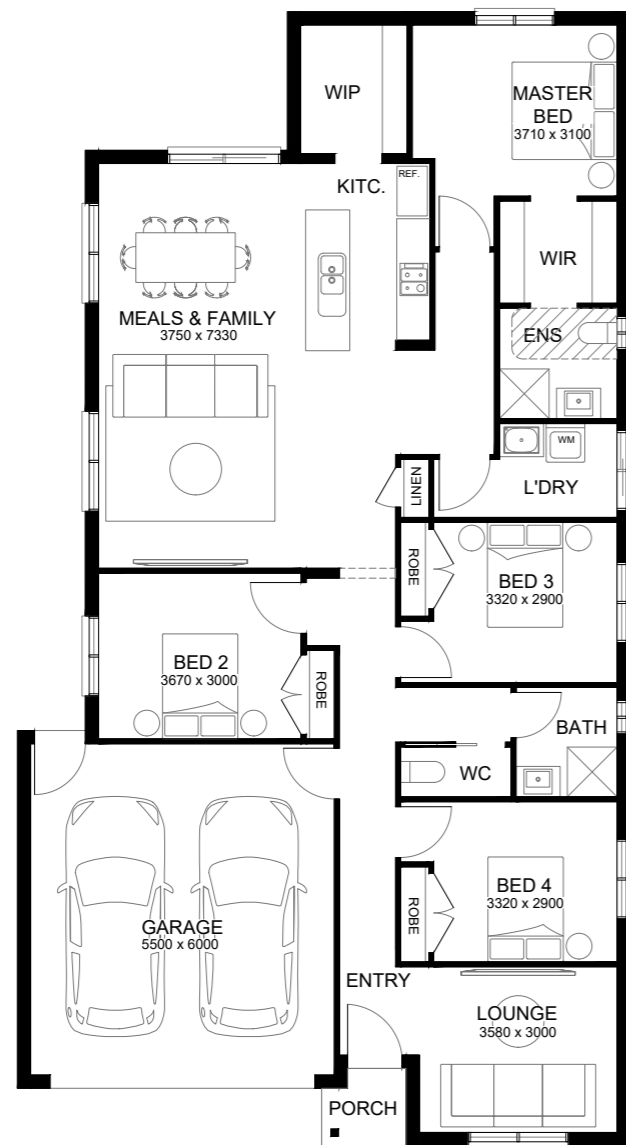 WIP
MASTER
BED
3710 x 3100
KITC.
REF.
WIR
MEALS & FAMILY
3750 x 7330
ENS
WM
L'DRY
LINEN
ROBE
BED 3
3320 x 2900
BED 2
3670 x 3000
ROBE
BATH
WC
GARAGE
5500 x 6000
ROBE
BED 4
3320 x 2900
ENTRY
LOUNGE
3580 x 3000
PORCH